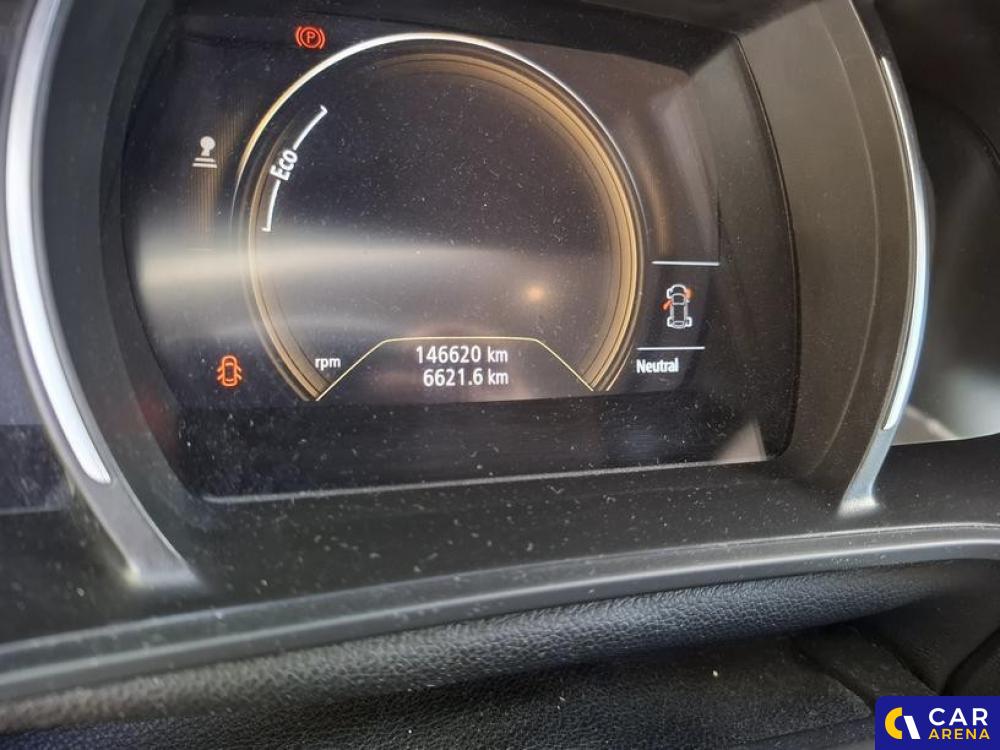 P
Eco
rpm
146620 km
6621.6 km
Neutral
CAR
ARENA